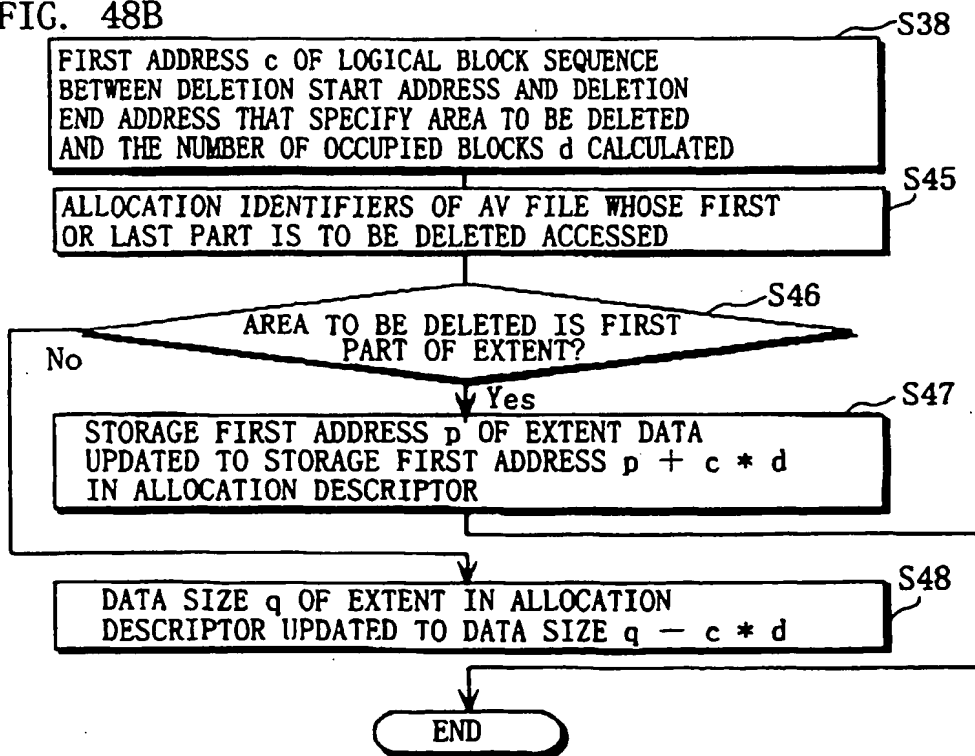 FIG. 48B
S38
FIRST ADDRESS c OF LOGICAL BLOCK SEQUENCE
BETWEEN DELETION START ADDRESS AND DELETION
END ADDRESS THAT SPECIFY AREA TO BE DELETED
AND THE NUMBER OF OCCUPIED BLOCKS d CALCULATED
S45
ALLOCATION IDENTIFIERS OF AV FILE WHOSE FIRST
OR LAST PART IS TO BE DELETED ACCESSED
S46
AREA TO BE DELETED IS FIRST
PART OF EXTENT?
No
Yes
S47
STORAGE FIRST ADDRESS p OF EXTENT DATA
UPDATED TO STORAGE FIRST ADDRESS p + c * d
IN ALLOCATION DESCRIPTOR
S48
DATA SIZE q OF EXTENT IN ALLOCATION
DESCRIPTOR UPDATED TO DATA SIZE q − c * d
END